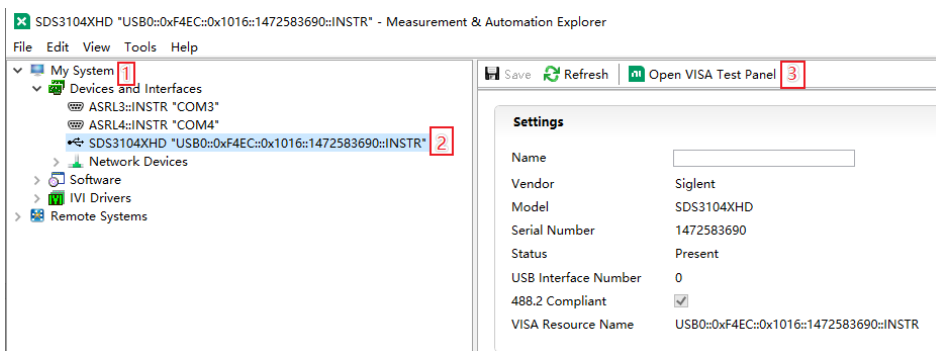 SDS3104XHD "USB0::0xF4EC::0x1016::1472583690::INSTR" - Measurement & Automation Explorer
File Edit View Tools Help
My System 1
Devices and Interfaces
ASRL3::INSTR "COM3"
ASRL4::INSTR "COM4"
SDS3104XHD "USB0::0xF4EC::0x1016::1472583690::INSTR" 2
Network Devices
Software
IVI Drivers
Remote Systems
Save Refresh Open VISA Test Panel 3
Settings
Name
Vendor Siglent
Model SDS3104XHD
Serial Number 1472583690
Status Present
USB Interface Number 0
488.2 Compliant
VISA Resource Name USB0::0xF4EC::0x1016::1472583690::INSTR